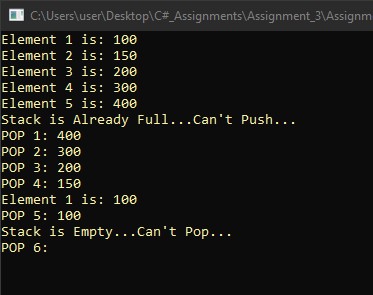 C:\Users\user\Desktop\C#_Assignments\Assignment_3\Assignm
Element 1 is: 100
Element 2 is: 150
Element 3 is: 200
Element 4 is: 300
Element 5 is: 400
Stack is Already Full...Can't Push...
POP 1: 400
POP 2: 300
POP 3: 200
POP 4: 150
Element 1 is: 100
POP 5: 100
Stack is Empty...Can't Pop...
POP 6: